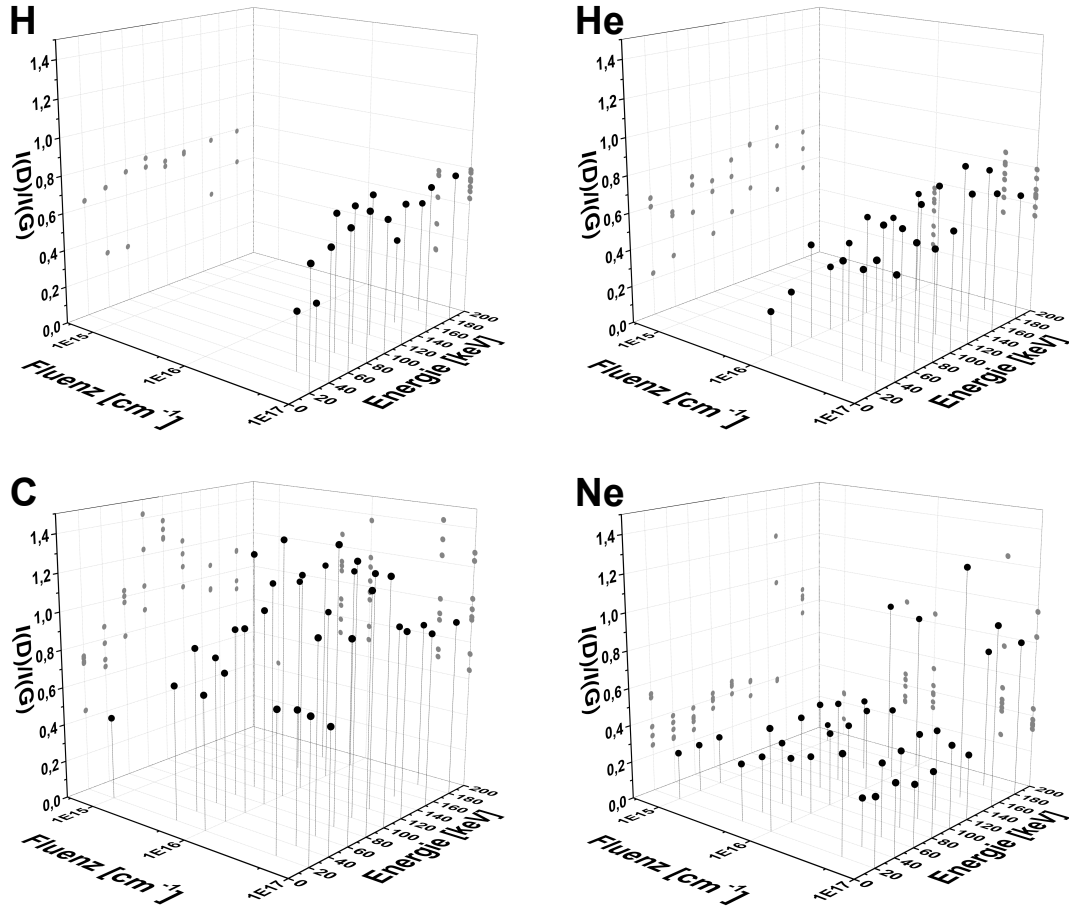 H
1,4
1,2
1,0
0,8
0,6
0,4
0,2
0,0
I(D)/I(G)
1E15
1E16
1E17
Fluenz [cm -1]
0
20
40
60
80
100
120
140
160
180
200
Energie [keV]
He
1,4
1,2
1,0
0,8
0,6
0,4
0,2
0,0
I(D)/I(G)
1E15
1E16
1E17
Fluenz [cm -1]
0
20
40
60
80
100
120
140
160
180
200
Energie [keV]
C
1,4
1,2
1,0
0,8
0,6
0,4
0,2
0,0
I(D)/I(G)
1E15
1E16
1E17
Fluenz [cm -1]
0
20
40
60
80
100
120
140
160
180
200
Energie [keV]
Ne
1,4
1,2
1,0
0,8
0,6
0,4
0,2
0,0
I(D)/I(G)
1E15
1E16
1E17
Fluenz [cm -1]
0
20
40
60
80
100
120
140
160
180
200
Energie [keV]